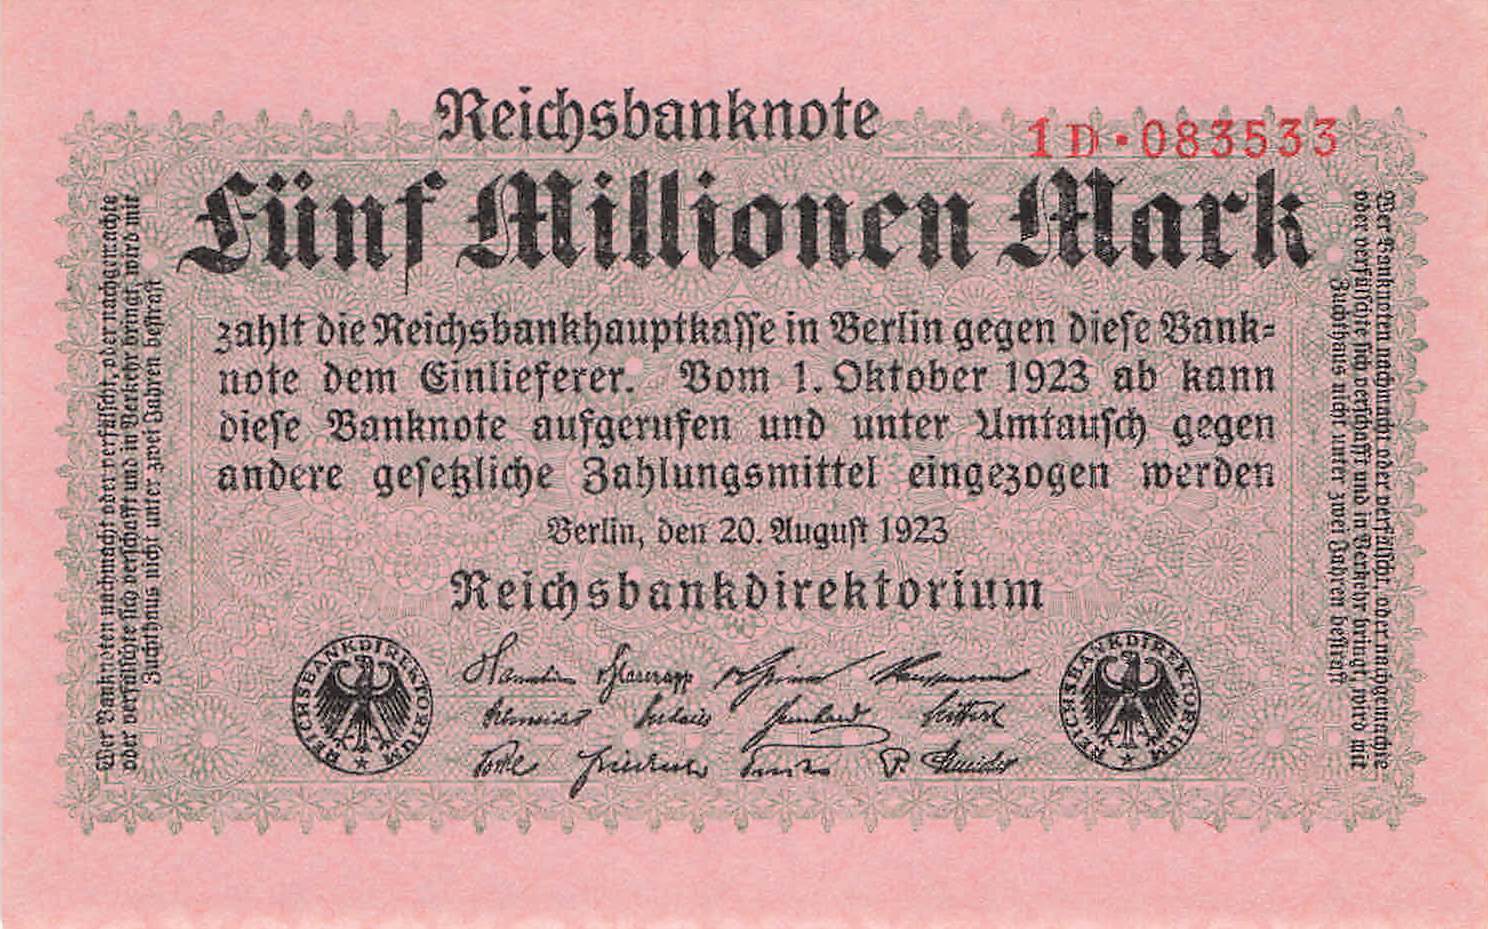 Reichsbanknote
1D·083533
Fünf Millionen Mark
zahlt die Reichsbankhauptkasse in Berlin gegen diese Bank=
note dem Einlieferer. Vom 1. Oktober 1923 ab kann
diese Banknote aufgerufen und unter Umtausch gegen
andere gesetzliche Zahlungsmittel eingezogen werden
Berlin, den 20. August 1923
Reichsbankdirektorium
REICHSBANKDIREKTORIUM
REICHSBANKDIREKTORIUM
Wer Banknoten nachmacht oder verfälscht, oder nachgemachte
oder verfälschte sich verschafft und in Verkehr bringt, wird mit
Zuchthaus nicht unter zwei Jahren bestraft
Wer Banknoten nachmacht oder verfälscht, oder nachgemachte
oder verfälschte sich verschafft und in Verkehr bringt, wird mit
Zuchthaus nicht unter zwei Jahren bestraft